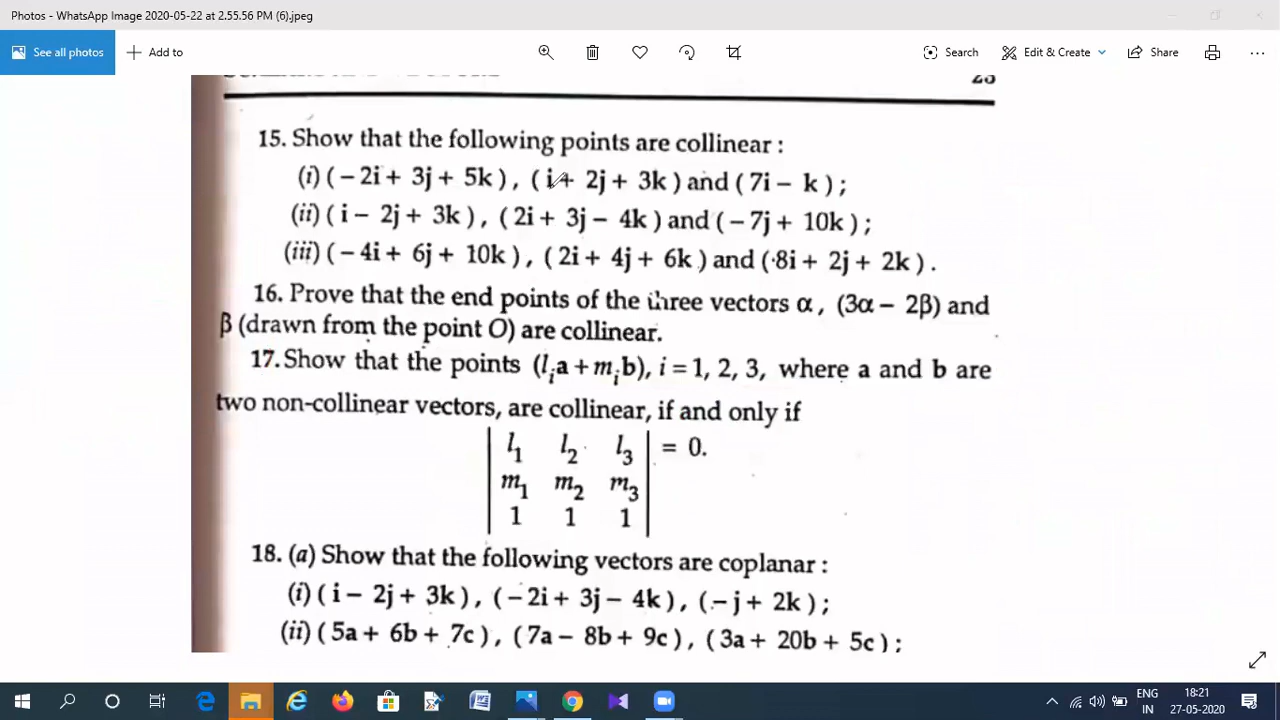 Photos - WhatsApp Image 2020-05-22 at 2.55.56 PM (6).jpeg
See all photos
Add to
Search
Edit & Create
Share
15. Show that the following points are collinear :
(i) ( − 2i + 3j + 5k ) , ( i + 2j + 3k ) and ( 7i − k ) ;
(ii) ( i − 2j + 3k ) , ( 2i + 3j − 4k ) and ( − 7j + 10k ) ;
(iii) ( − 4i + 6j + 10k ) , ( 2i + 4j + 6k ) and ( 8i + 2j + 2k ) .
16. Prove that the end points of the three vectors α , (3α − 2β) and
β (drawn from the point O) are collinear.
17. Show that the points (lᵢa + mᵢb), i = 1, 2, 3, where a and b are
two non-collinear vectors, are collinear, if and only if
l₁ l₂ l₃ = 0.
m₁ m₂ m₃
1 1 1
18. (a) Show that the following vectors are coplanar :
(i) ( i − 2j + 3k ) , ( − 2i + 3j − 4k ) , ( − j + 2k ) ;
(ii) ( 5a + 6b + 7c ) , ( 7a − 8b + 9c ) , ( 3a + 20b + 5c ) ;
ENG 18:21
IN 27-05-2020